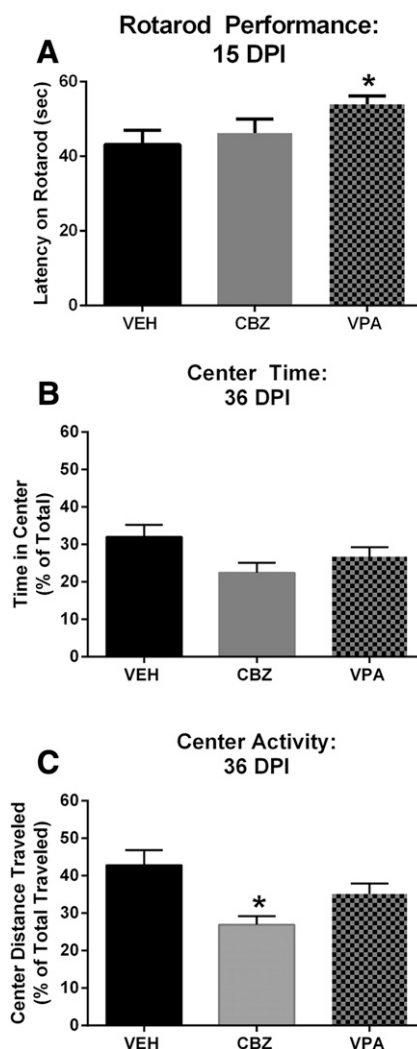 Rotarod Performance:
15 DPI
A
Latency on Rotarod (sec)
60
40
20
0
*
VEH CBZ VPA
Center Time:
36 DPI
B
Time in Center
(% of Total)
60
50
40
30
20
10
0
VEH CBZ VPA
Center Activity:
36 DPI
C
Center Distance Traveled
(% of Total Traveled)
60
50
40
30
20
10
0
*
VEH CBZ VPA